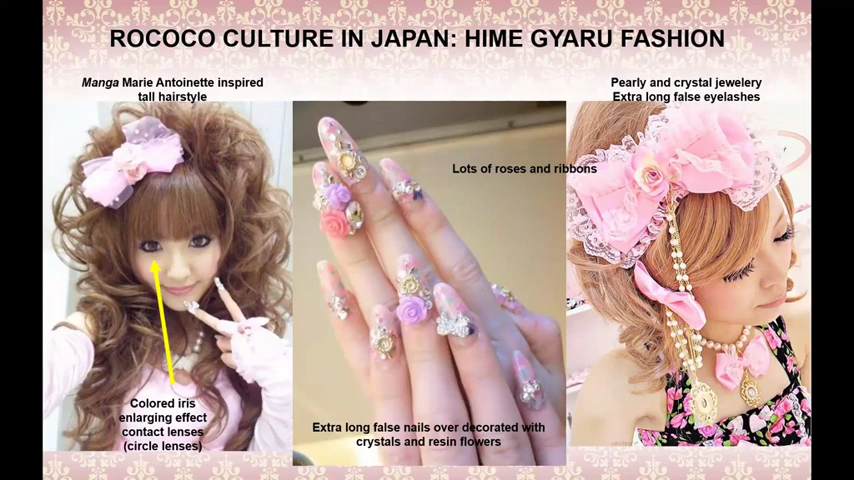 ROCOCO CULTURE IN JAPAN: HIME GYARU FASHION
Manga Marie Antoinette inspired
tall hairstyle
Pearly and crystal jewelery
Extra long false eyelashes
Lots of roses and ribbons
Colored iris
enlarging effect
contact lenses
(circle lenses)
Extra long false nails over decorated with
crystals and resin flowers